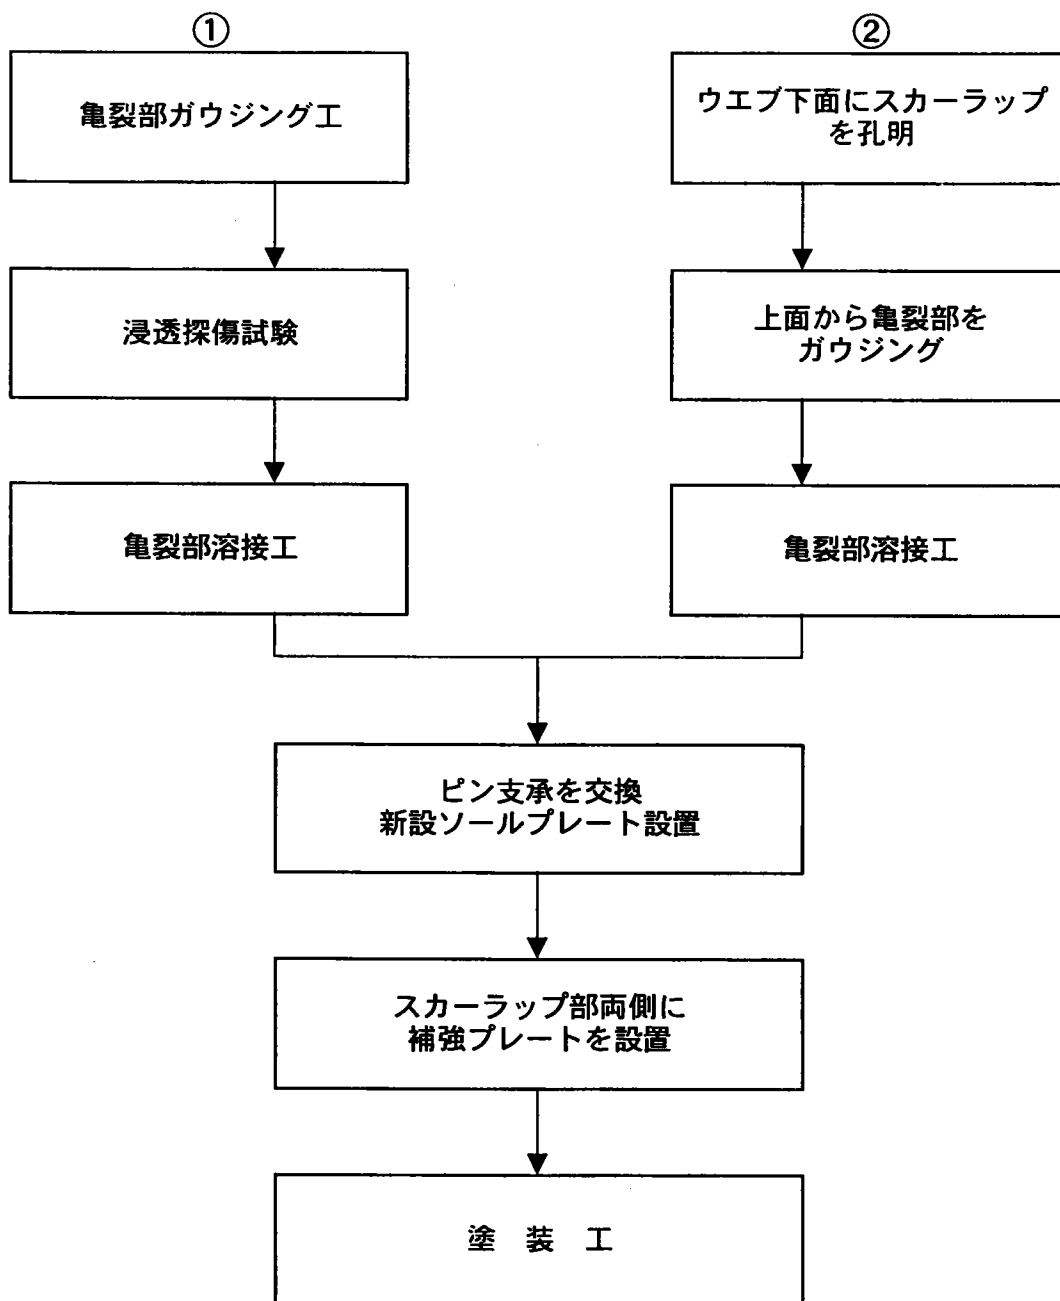 ①
亀裂部ガウジング工
浸透探傷試験
亀裂部溶接工
②
ウエブ下面にスカーラップ
を孔明
上面から亀裂部を
ガウジング
亀裂部溶接工
ピン支承を交換
新設ソールプレート設置
スカーラップ部両側に
補強プレートを設置
塗 装 工